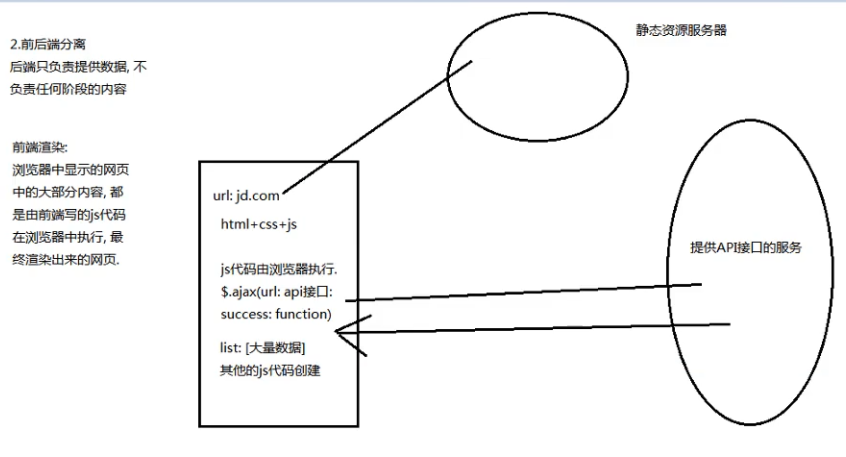 2.前后端分离
后端只负责提供数据, 不
负责任何阶段的内容
前端渲染:
浏览器中显示的网页
中的大部分内容, 都
是由前端写的js代码
在浏览器中执行, 最
终渲染出来的网页.
url: jd.com
html+css+js
js代码由浏览器执行.
$.ajax(url: api接口:
success: function)
list: [大量数据]
其他的js代码创建
静态资源服务器
提供API接口的服务